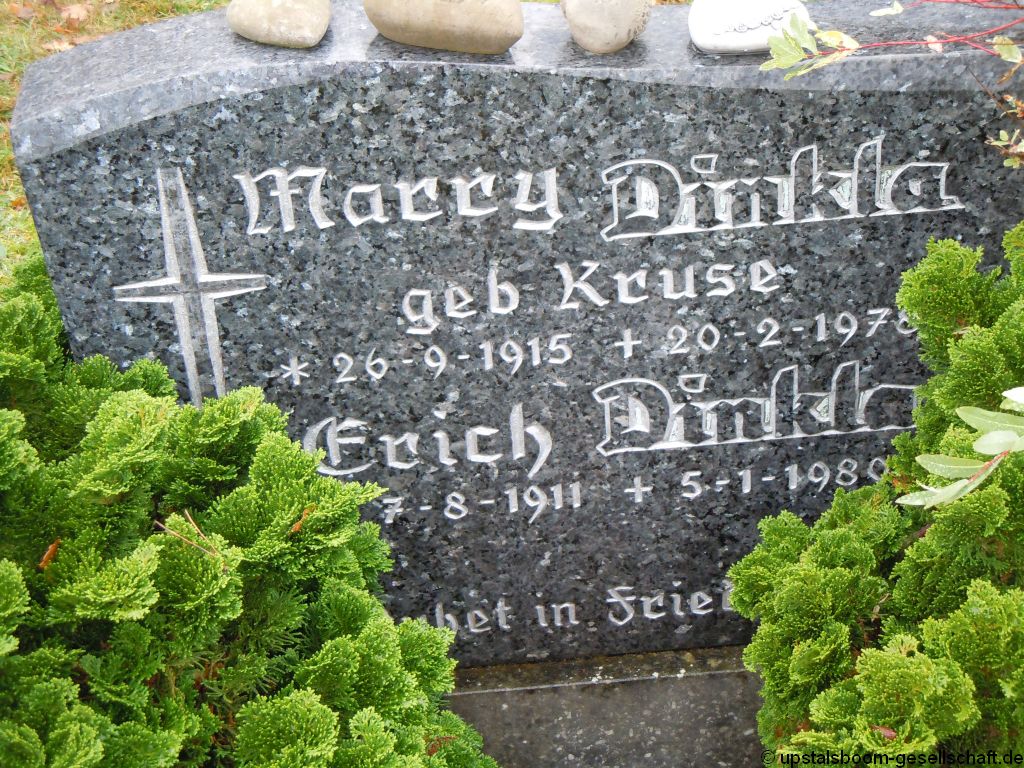 Marry Dinkla
geb Kruse
* 26-9-1915 + 20-2-1978
Erich Dinkla
7-8-1911 + 5-1-1989
in
© upstalsboom-gesellschaft.de